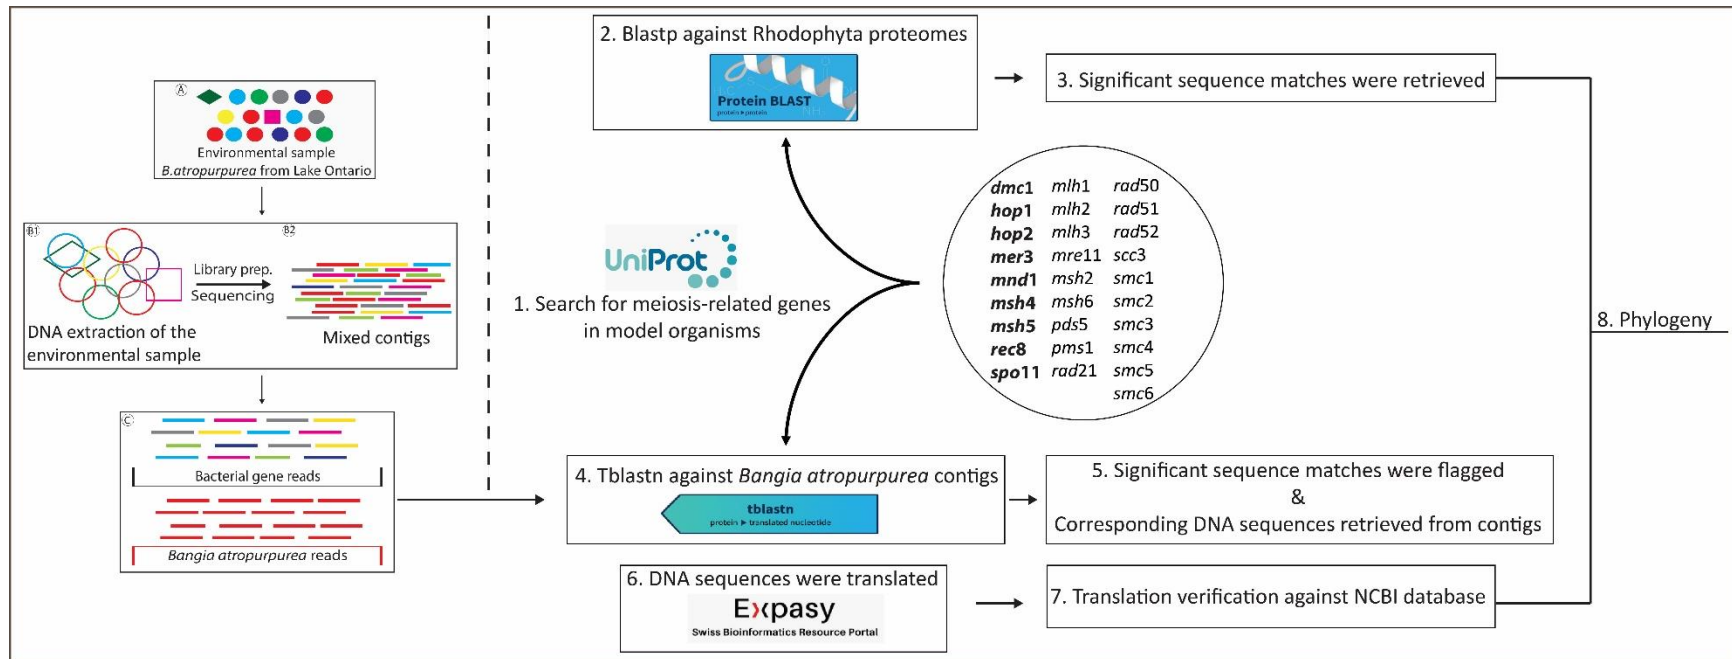 A
Environmental sample
B.atropurpurea from Lake Ontario
B1
B2
Library prep.
Sequencing
DNA extraction of the
environmental sample
Mixed contigs
C
Bacterial gene reads
Bangia atropurpurea reads
UniProt
1. Search for meiosis-related genes
in model organisms
2. Blastp against Rhodophyta proteomes
Protein BLAST
protein ▸ protein
3. Significant sequence matches were retrieved
dmc1 mlh1 rad50
hop1 mlh2 rad51
hop2 mlh3 rad52
mer3 mre11 scc3
mnd1 msh2 smc1
msh4 msh6 smc2
msh5 pds5 smc3
rec8 pms1 smc4
spo11 rad21 smc5
smc6
4. Tblastn against Bangia atropurpurea contigs
tblastn
protein ▸ translated nucleotide
5. Significant sequence matches were flagged
&
Corresponding DNA sequences retrieved from contigs
6. DNA sequences were translated
Expasy
Swiss Bioinformatics Resource Portal
7. Translation verification against NCBI database
8. Phylogeny